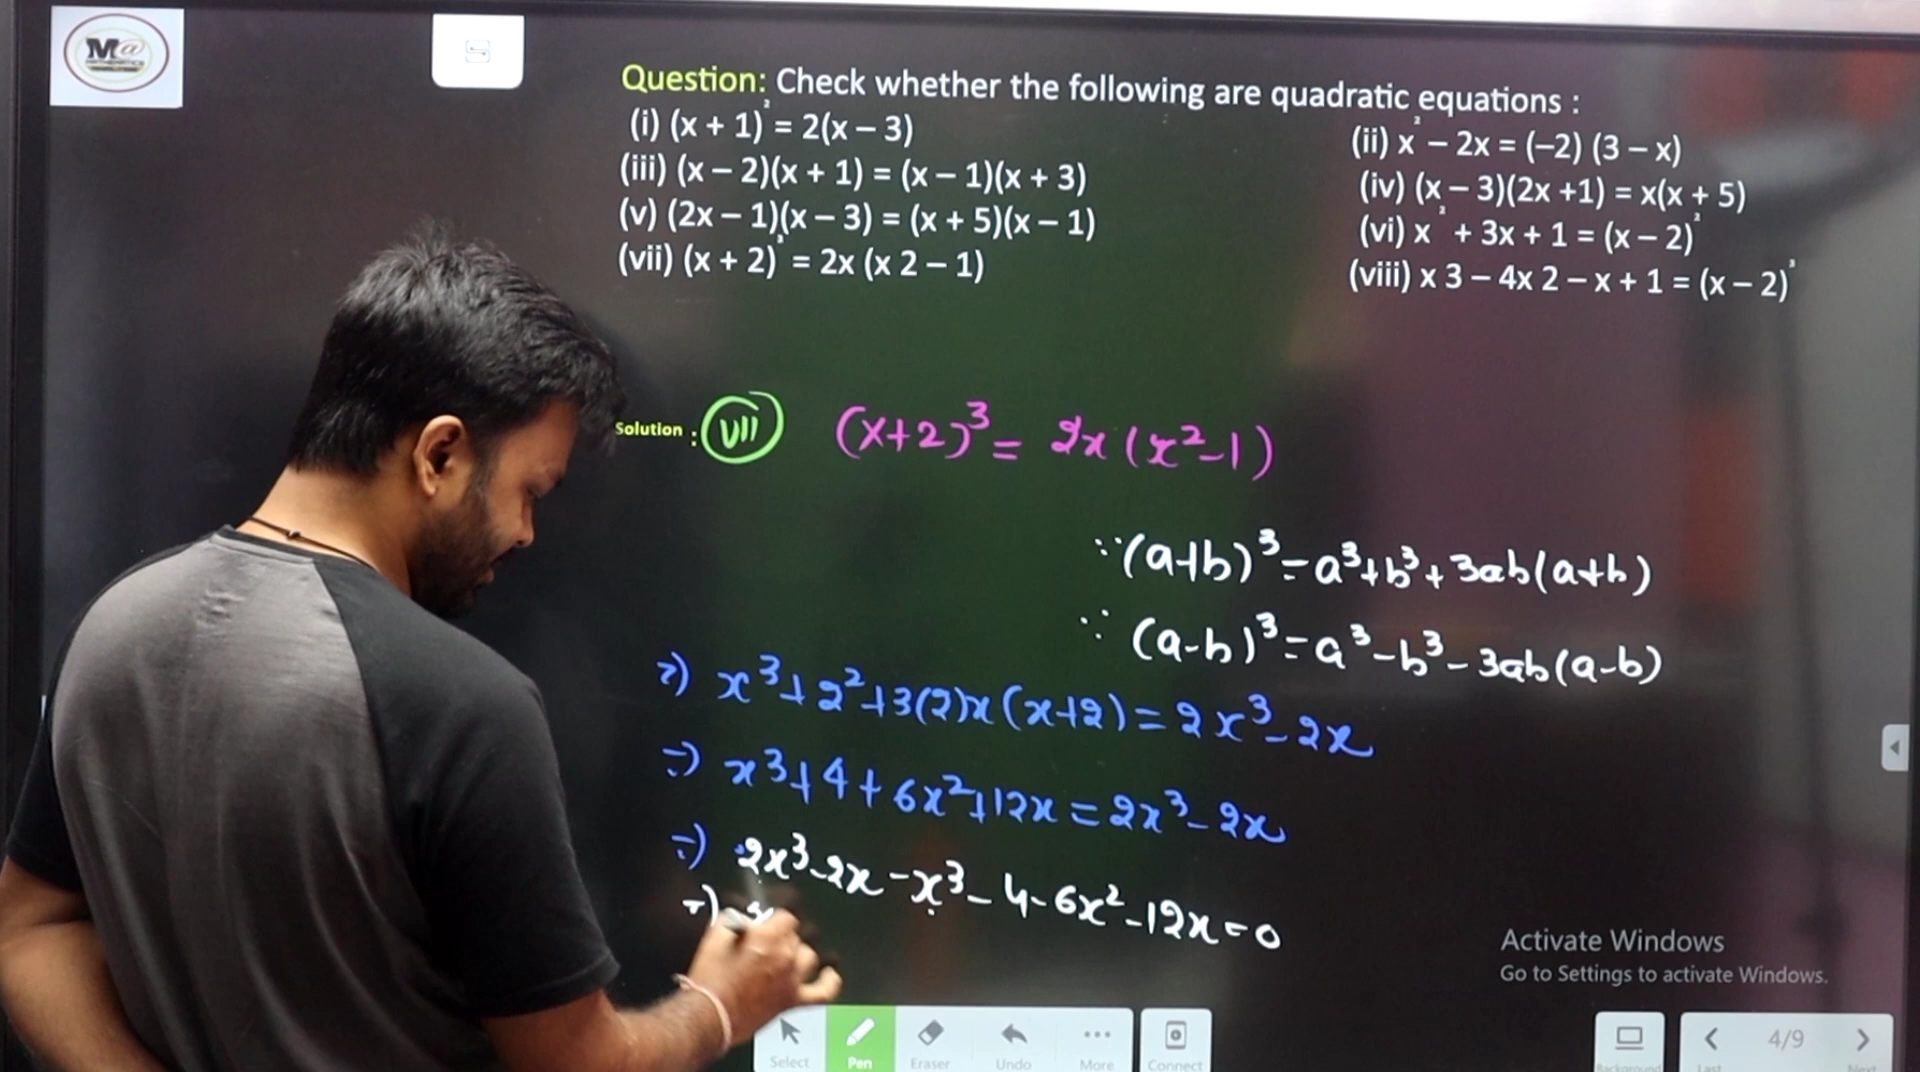 M@
MATHEMATICS
Question: Check whether the following are quadratic equations :
(i) (x + 1)² = 2(x – 3)
(ii) x² – 2x = (–2) (3 – x)
(iii) (x – 2)(x + 1) = (x – 1)(x + 3)
(iv) (x – 3)(2x +1) = x(x + 5)
(v) (2x – 1)(x – 3) = (x + 5)(x – 1)
(vi) x² + 3x + 1 = (x – 2)²
(vii) (x + 2)³ = 2x (x 2 – 1)
(viii) x 3 – 4x 2 – x + 1 = (x – 2)³
Solution : (VII) (x+2)³ = 2x (x²-1)
∵ (a+b)³ = a³+b³+3ab(a+b)
∵ (a-b)³ = a³-b³-3ab(a-b)
⇒) x³+2²+3(2)x(x+2) = 2x³-2x
⇒) x³+4+6x²+12x = 2x³-2x
⇒) 2x³-2x-x³-4-6x²-12x=0
⇒) x
Activate Windows
Go to Settings to activate Windows.
Select Pen Eraser Undo More Connect
Background Last 4/9 Next